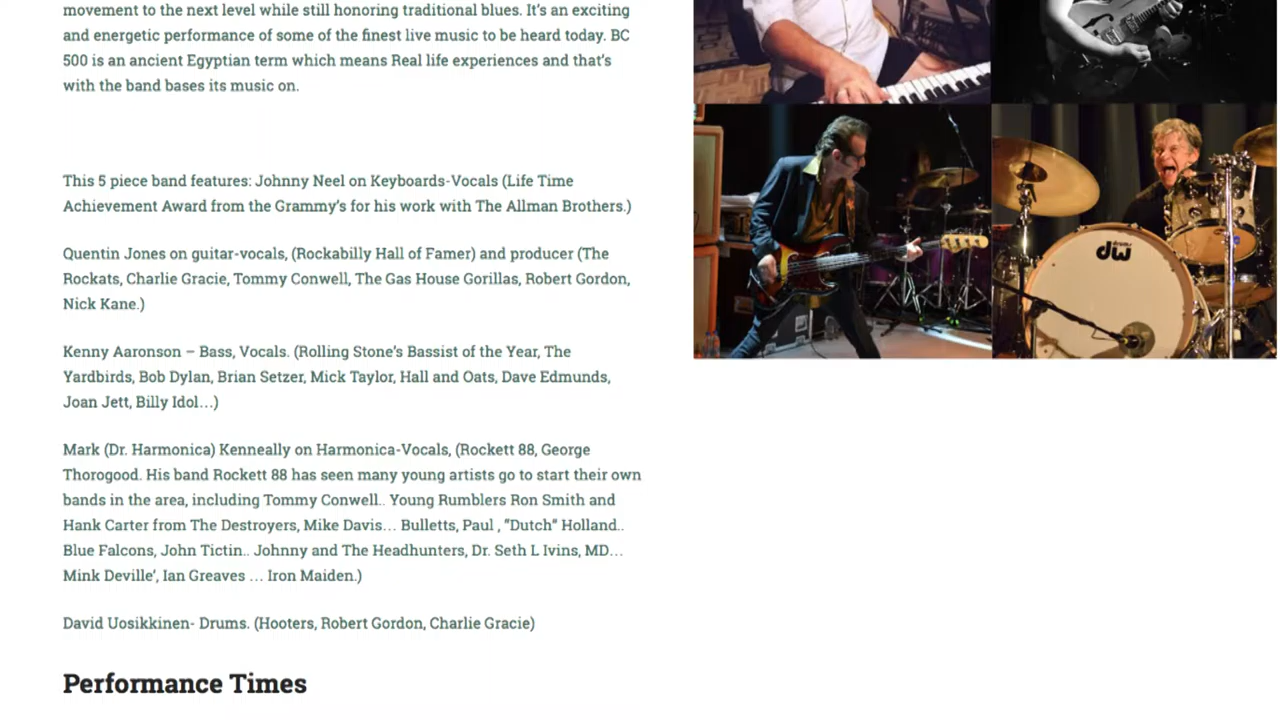 movement to the next level while still honoring traditional blues. It's an exciting
and energetic performance of some of the finest live music to be heard today. BC
500 is an ancient Egyptian term which means Real life experiences and that's
with the band bases its music on.
This 5 piece band features: Johnny Neel on Keyboards-Vocals (Life Time
Achievement Award from the Grammy's for his work with The Allman Brothers.)
Quentin Jones on guitar-vocals, (Rockabilly Hall of Famer) and producer (The
Rockats, Charlie Gracie, Tommy Conwell, The Gas House Gorillas, Robert Gordon,
Nick Kane.)
Kenny Aaronson – Bass, Vocals. (Rolling Stone's Bassist of the Year, The
Yardbirds, Bob Dylan, Brian Setzer, Mick Taylor, Hall and Oats, Dave Edmunds,
Joan Jett, Billy Idol…)
Mark (Dr. Harmonica) Kenneally on Harmonica-Vocals, (Rockett 88, George
Thorogood. His band Rockett 88 has seen many young artists go to start their own
bands in the area, including Tommy Conwell.. Young Rumblers Ron Smith and
Hank Carter from The Destroyers, Mike Davis… Bulletts, Paul , "Dutch" Holland..
Blue Falcons, John Tictin.. Johnny and The Headhunters, Dr. Seth L Ivins, MD…
Mink Deville', Ian Greaves … Iron Maiden.)
David Uosikkinen- Drums. (Hooters, Robert Gordon, Charlie Gracie)
Performance Times
drums
dw